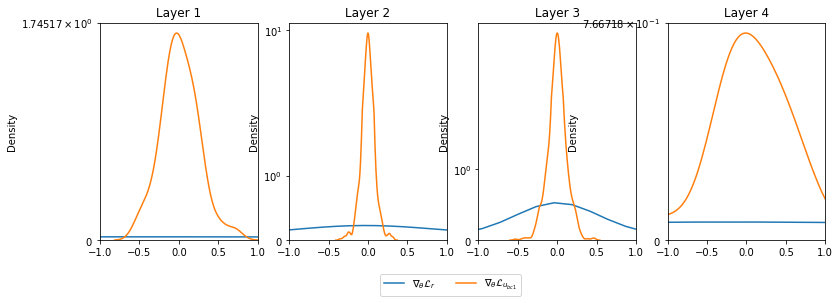 Layer 1 Layer 2 Layer 3 Layer 4
1.74517 × 10⁰ 10¹ 7.66718 × 10⁻¹
Density Density Density Density
10⁰ 10⁰
0 0 0 0
−1.0 −0.5 0.0 0.5 1.0 −1.0 −0.5 0.0 0.5 1.0 −1.0 −0.5 0.0 0.5 1.0 −1.0 −0.5 0.0 0.5 1.0
∇θℒr ∇θℒu_bc1